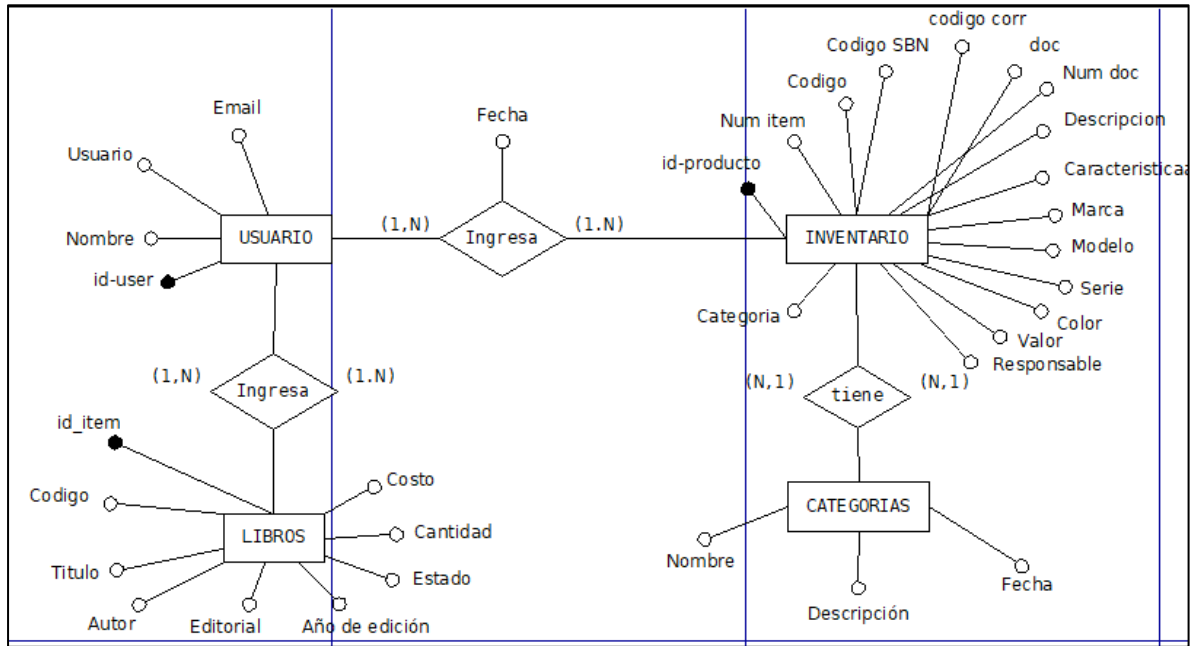 codigo corr
Codigo SBN
doc
Codigo
Num doc
Email
Fecha
Num item
Descripcion
Usuario
id-producto
Caracteristicaa
Marca
Nombre
USUARIO
(1,N)
Ingresa
(1.N)
INVENTARIO
Modelo
id-user
Serie
Categoria
Color
Valor
Responsable
(1,N)
Ingresa
(1.N)
(N,1)
tiene
(N,1)
id_item
Codigo
Costo
CATEGORIAS
LIBROS
Cantidad
Nombre
Titulo
Estado
Fecha
Autor
Editorial
Año de edición
Descripción